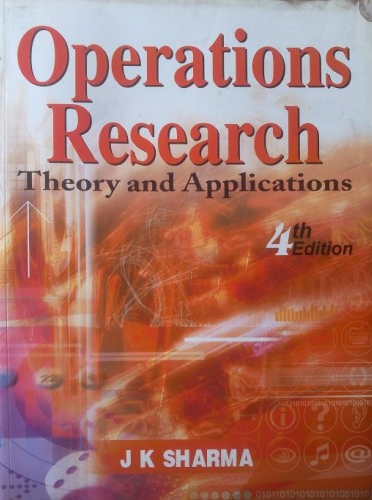 Operations
Research
Theory and Applications
4th
Edition
J K SHARMA